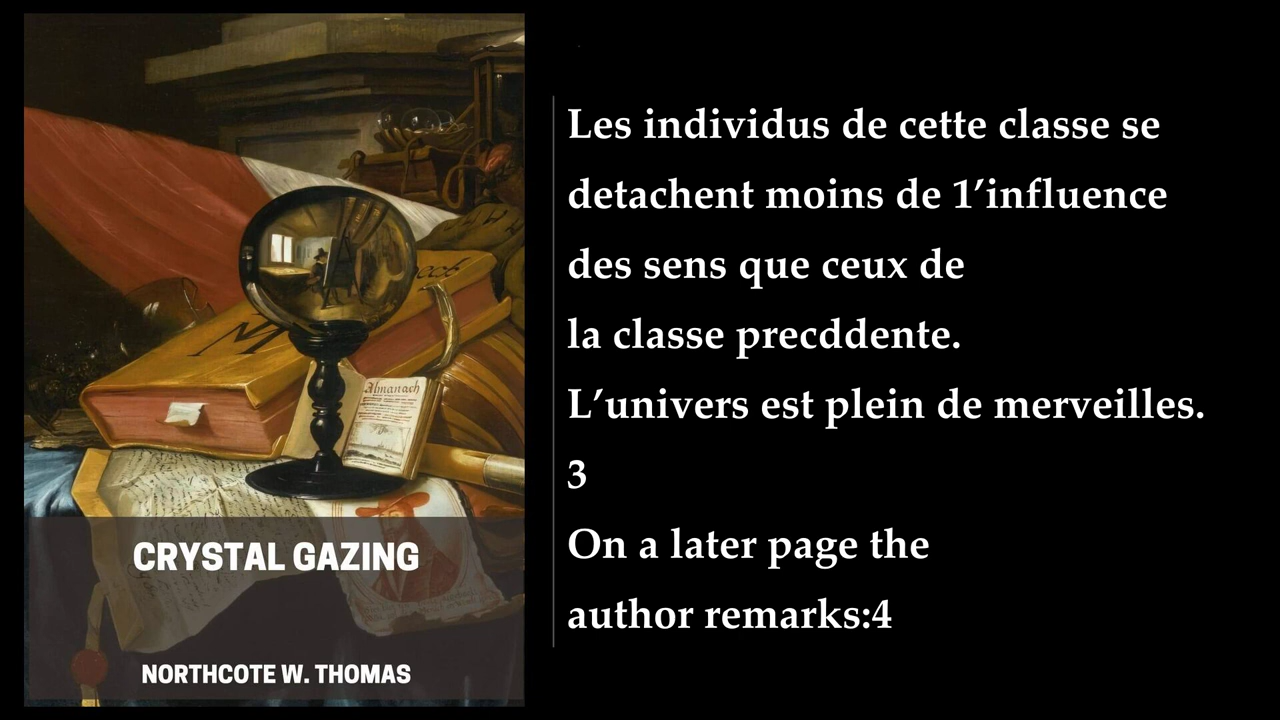 Les individus de cette classe se
detachent moins de 1’influence
des sens que ceux de
la classe precddente.
L’univers est plein de merveilles.
3
On a later page the
author remarks:4
M
Almanach
CRYSTAL GAZING
NORTHCOTE W. THOMAS